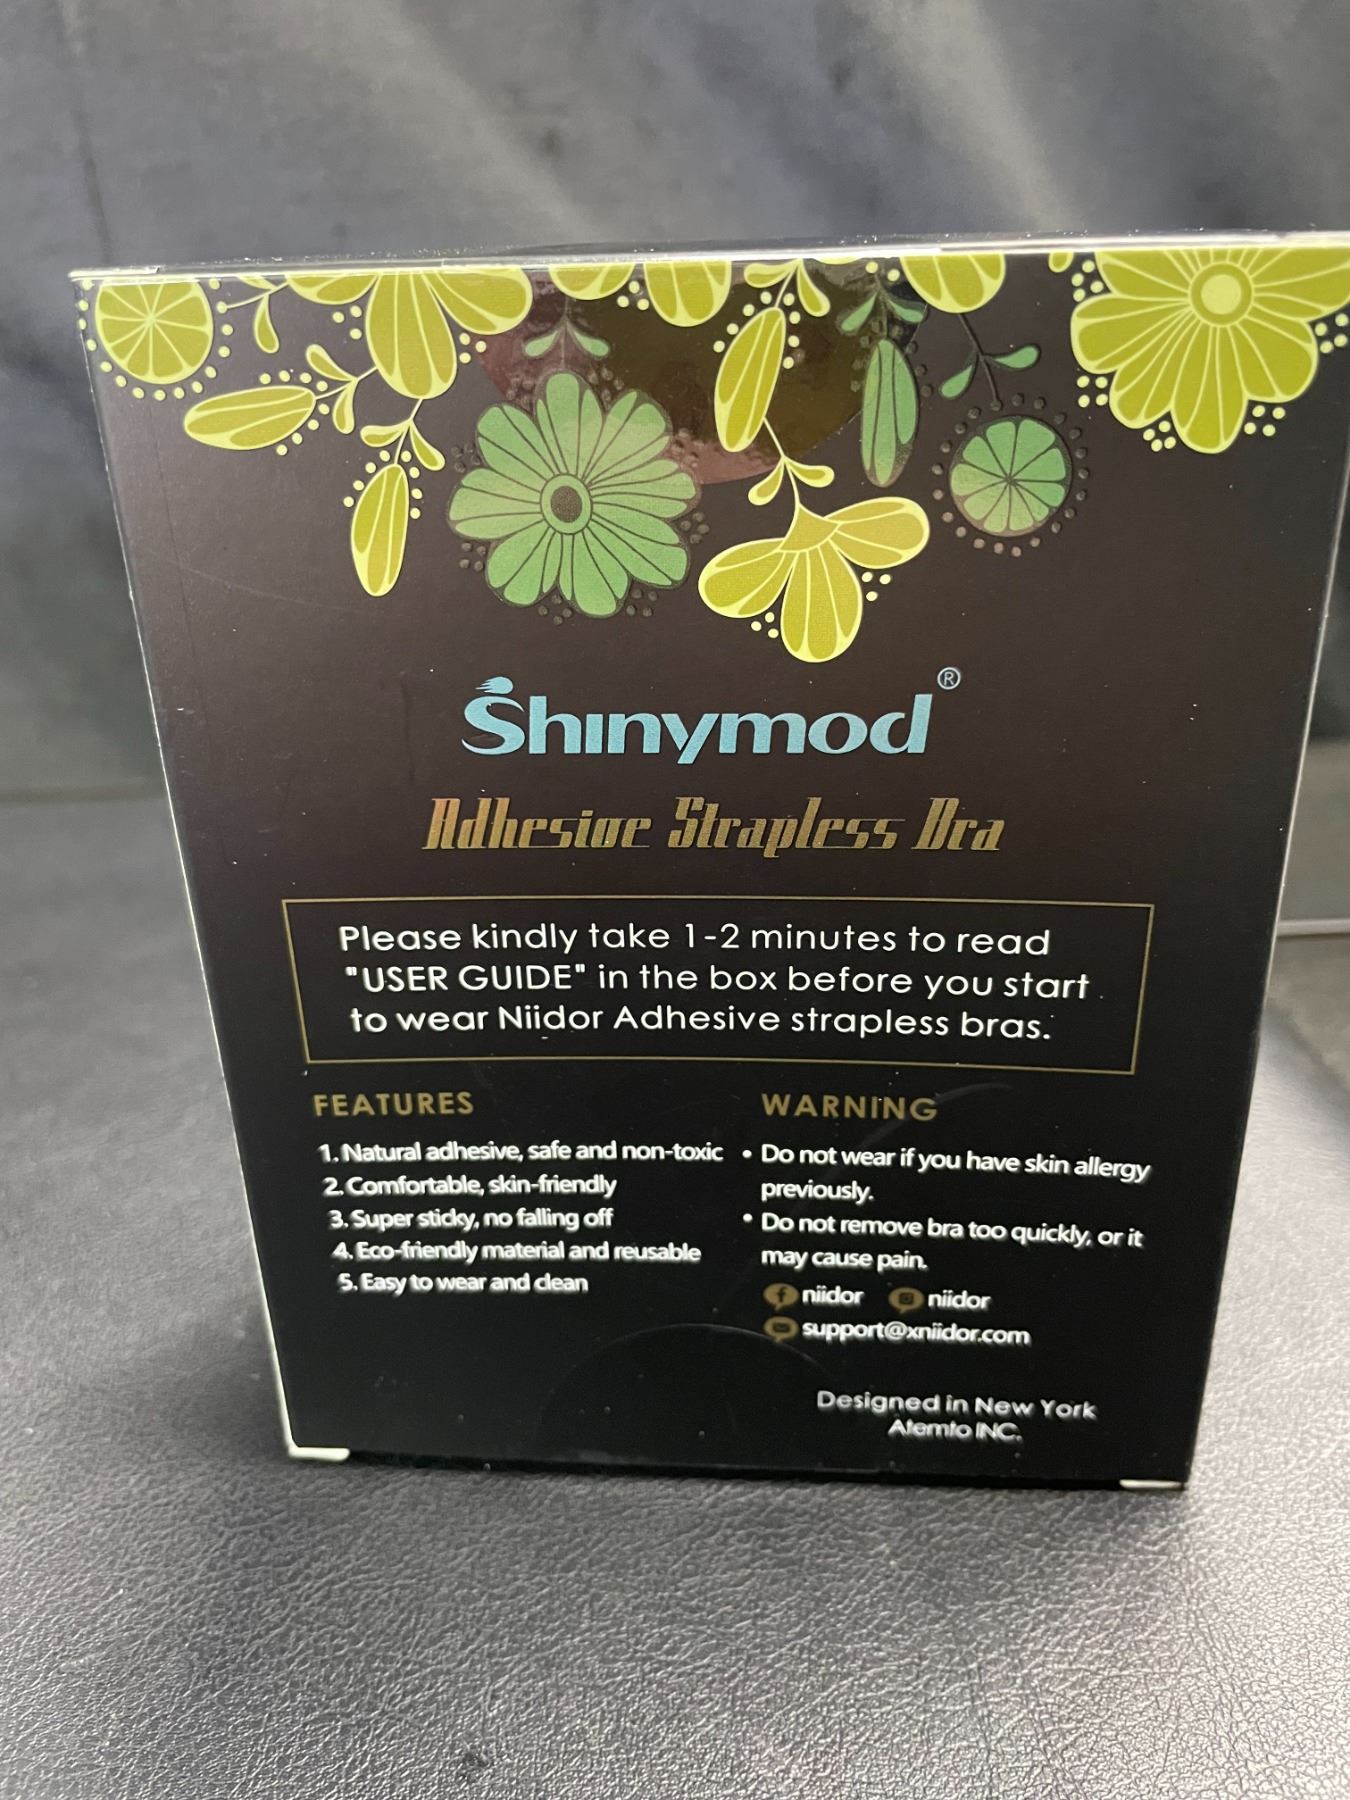 Shinymod®
Adhesive Strapless Bra
Please kindly take 1-2 minutes to read
"USER GUIDE" in the box before you start
to wear Niidor Adhesive strapless bras.
FEATURES
1. Natural adhesive, safe and non-toxic
2. Comfortable, skin-friendly
3. Super sticky, no falling off
4. Eco-friendly material and reusable
5. Easy to wear and clean
WARNING
• Do not wear if you have skin allergy
previously.
• Do not remove bra too quickly, or it
may cause pain.
niidor niidor
support@xniidor.com
Designed in New York
Atemto INC.